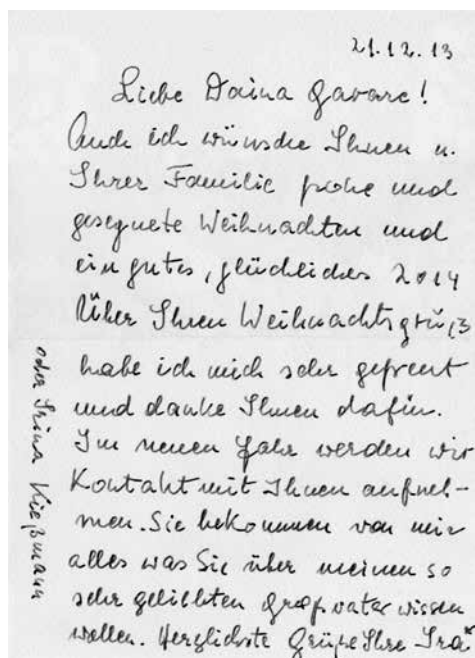 21.12.13
Liebe Daina Gavare!
Auch ich wünsche Ihnen u.
Ihrer Familie frohe und
gesegnete Weihnachten und
ein gutes, glückliches 2014
Über Ihren Weihnachtsgruß
habe ich mich sehr gefreut
und danke Ihnen dafür.
Im neuen Jahr werden wir
Kontakt mit Ihnen aufneh-
men. Sie bekommen von mir
alles was Sie über meinen so
sehr geliebten Großvater wissen
wollen. Herzlichste Grüße Ihre Ira*
oder Irina Kießmann